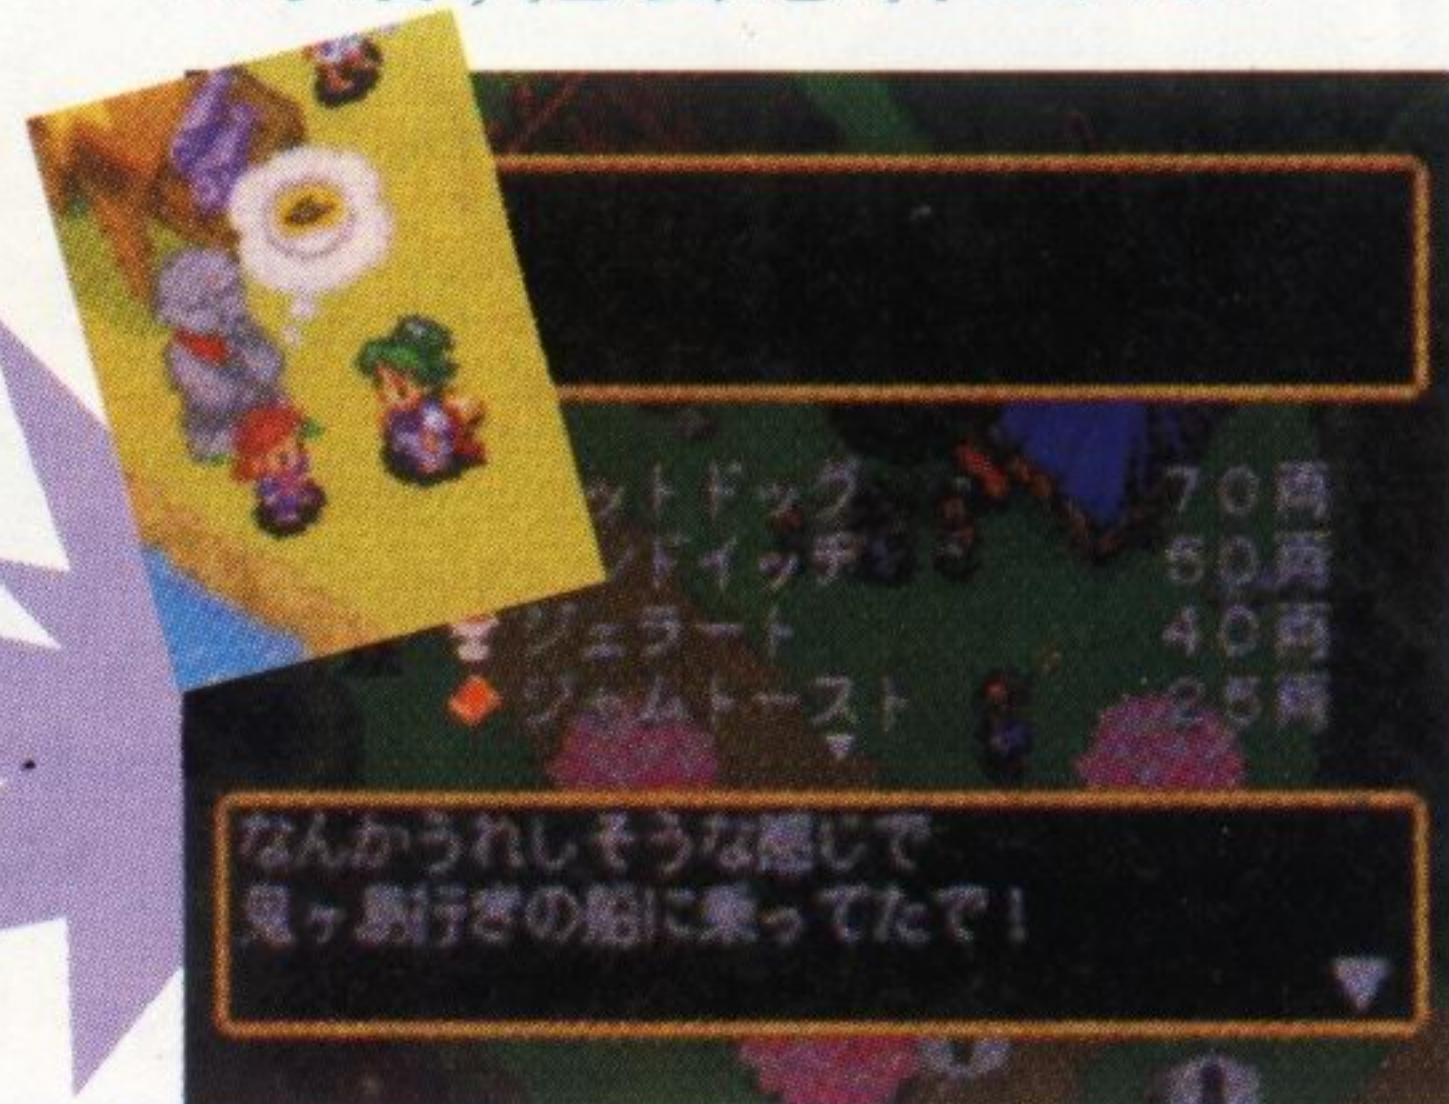 ットドッグ 70両
ンドイッチ 50両
ジェラート 40両
ジャムトースト 25両
なんかうれしそうな感じで
鬼ヶ島行きの船に乗ってたで!